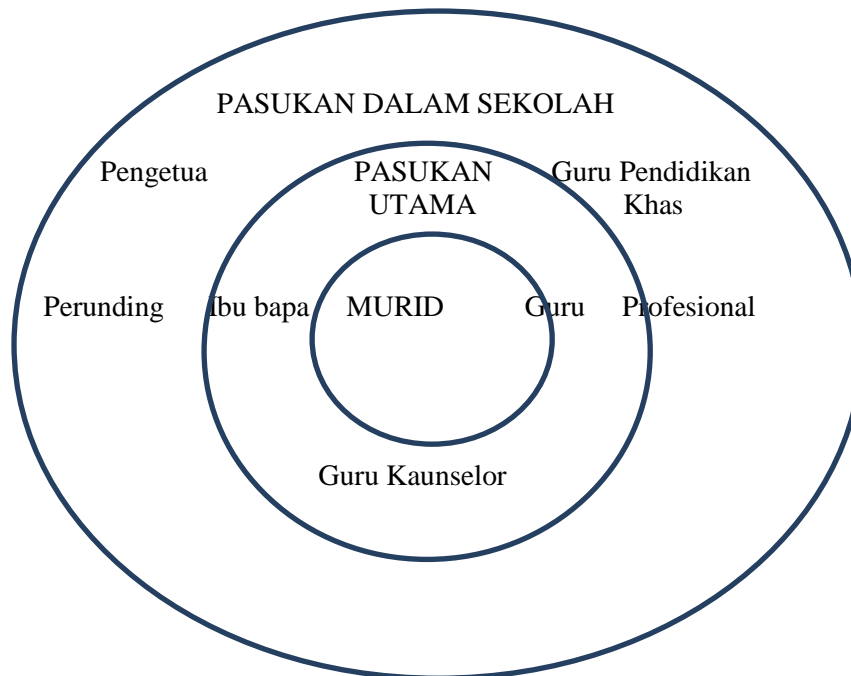 PASUKAN DALAM SEKOLAH
Pengetua PASUKAN Guru Pendidikan
UTAMA Khas
Perunding Ibu bapa MURID Guru Profesional
Guru Kaunselor